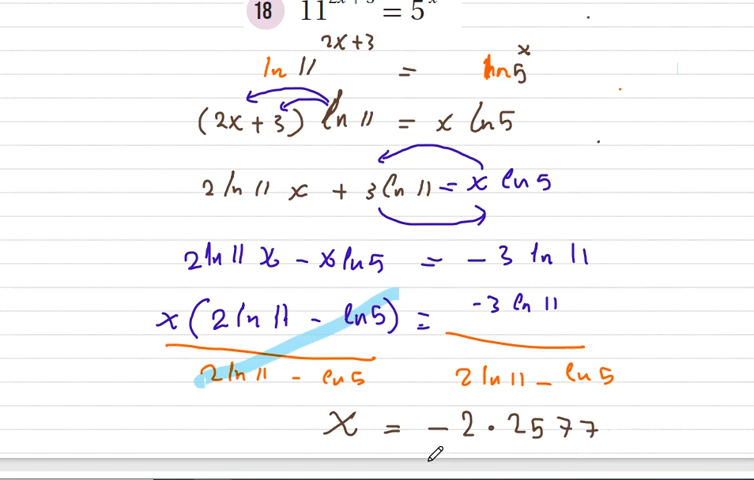 18 11^(2x+3) = 5^x
ln 11^(2x+3) = ln 5^x
(2x + 3) ln 11 = x ln 5
2 ln 11 x + 3 ln 11 = x ln 5
2 ln 11 x - x ln 5 = - 3 ln 11
x ( 2 ln 11 - ln 5 ) = -3 ln 11
2 ln 11 - ln 5 2 ln 11 - ln 5
x = - 2.2577